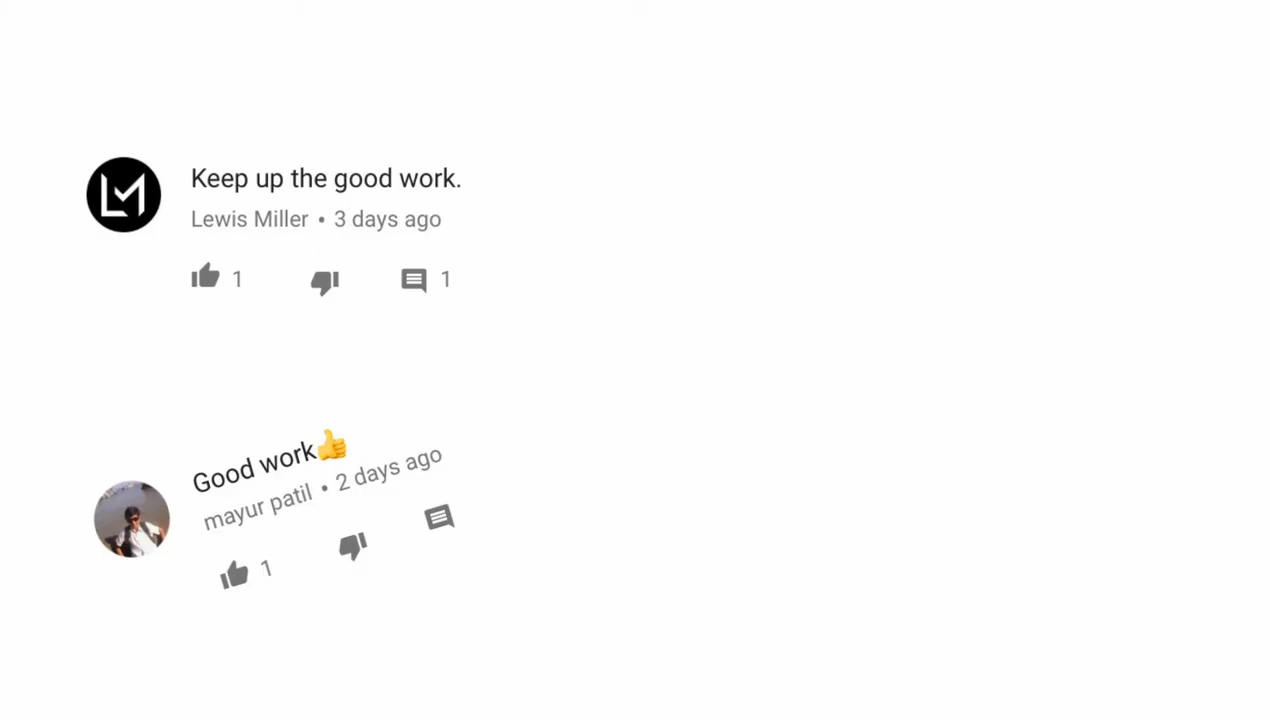 LM
Keep up the good work.
Lewis Miller • 3 days ago
1 1
Good work👍
mayur patil • 2 days ago
1